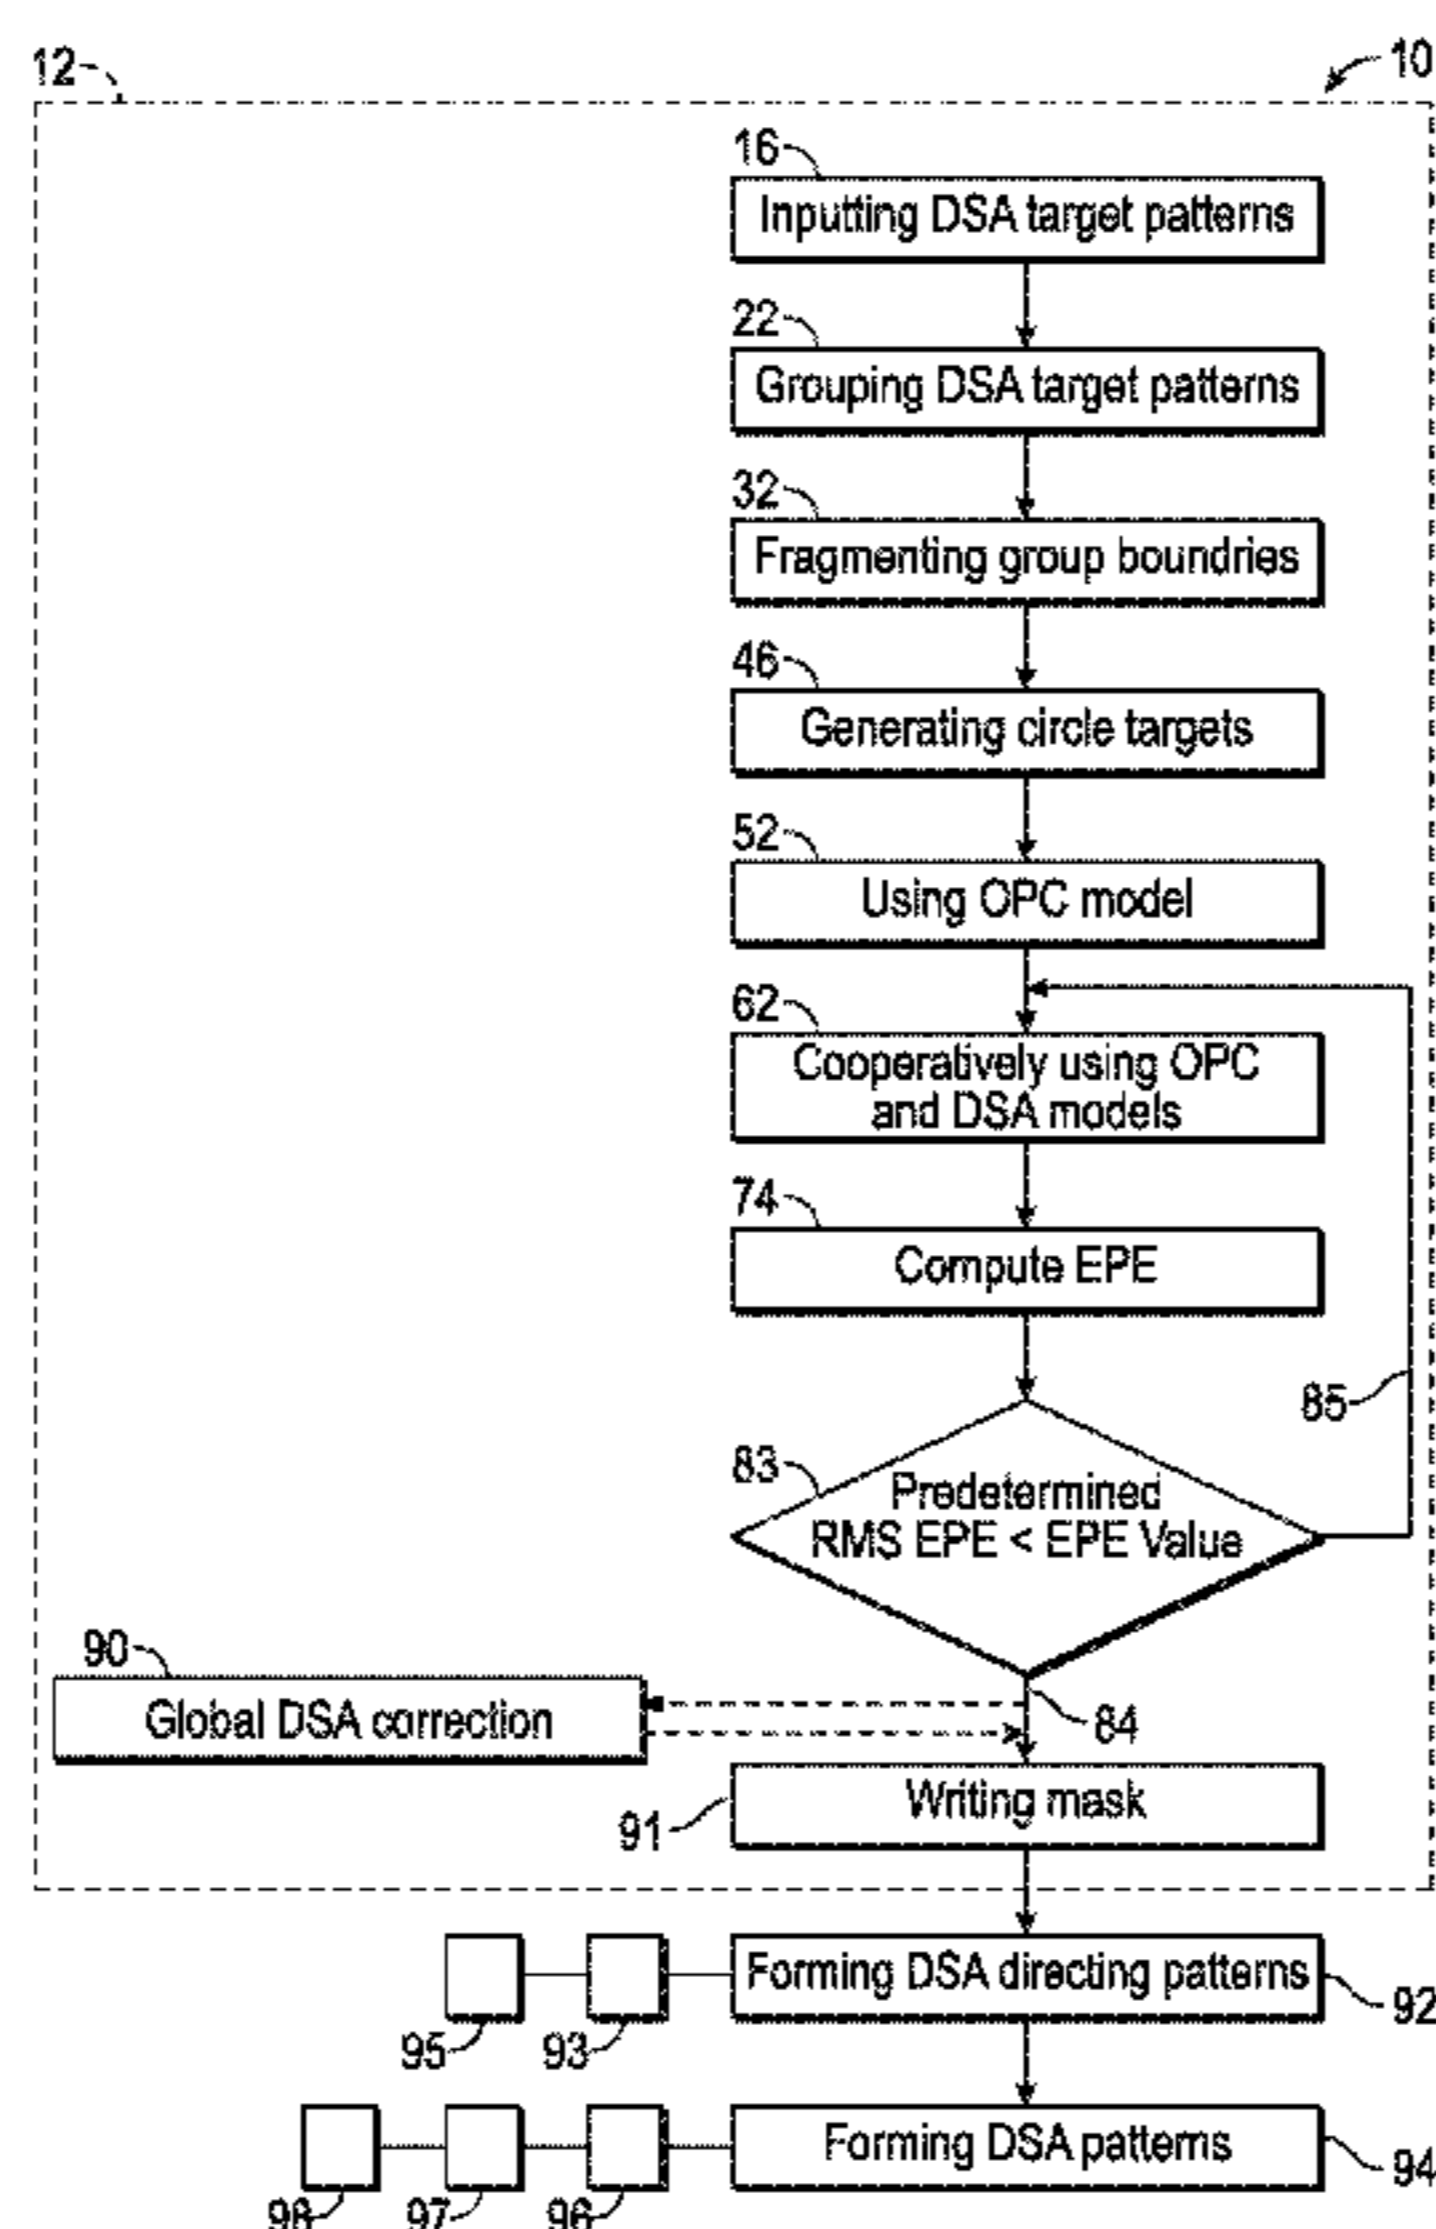 12
10
16
Inputting DSA target patterns
22
Grouping DSA target patterns
32
Fragmenting group boundries
46
Generating circle targets
52
Using OPC model
62
Cooperatively using OPC
and DSA models
74
Compute EPE
85
83
Predetermined
RMS EPE < EPE Value
90
Global DSA correction
84
Writing mask
91
Forming DSA directing patterns
92
95
93
Forming DSA patterns
94
98
97
96